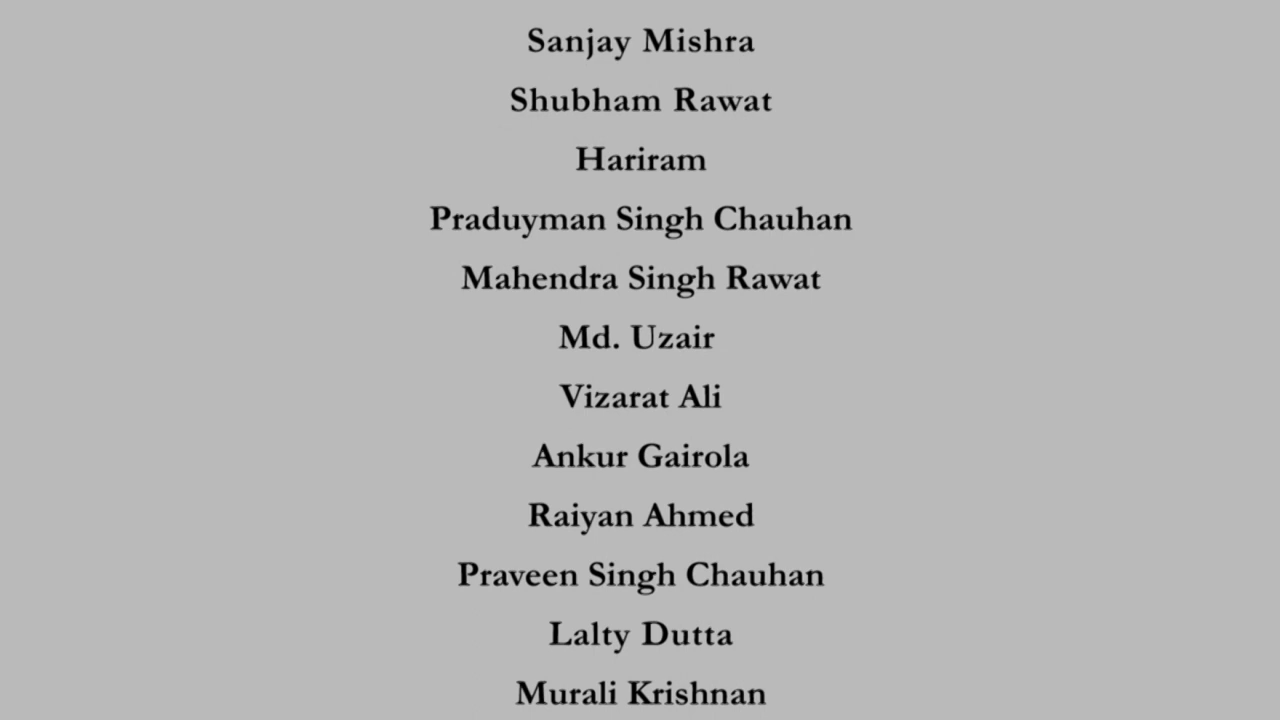 Sanjay Mishra
Shubham Rawat
Hariram
Praduyman Singh Chauhan
Mahendra Singh Rawat
Md. Uzair
Vizarat Ali
Ankur Gairola
Raiyan Ahmed
Praveen Singh Chauhan
Lalty Dutta
Murali Krishnan